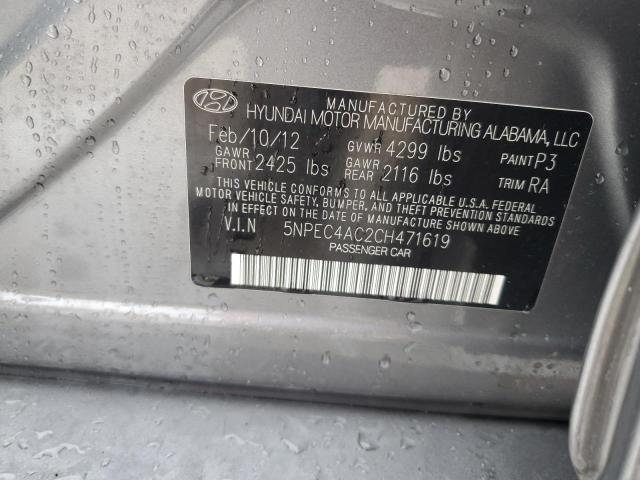 MANUFACTURED BY
HYUNDAI MOTOR MANUFACTURING ALABAMA, LLC
Feb/10/12 GVWR 4299 lbs PAINT P3
GAWR FRONT 2425 lbs GAWR REAR 2116 lbs TRIM RA
THIS VEHICLE CONFORMS TO ALL APPLICABLE U.S.A. FEDERAL
MOTOR VEHICLE SAFETY, BUMPER, AND THEFT PREVENTION STANDARDS
IN EFFECT ON THE DATE OF MANUFACTURE SHOWN ABOVE.
V.I.N 5NPEC4AC2CH471619
PASSENGER CAR